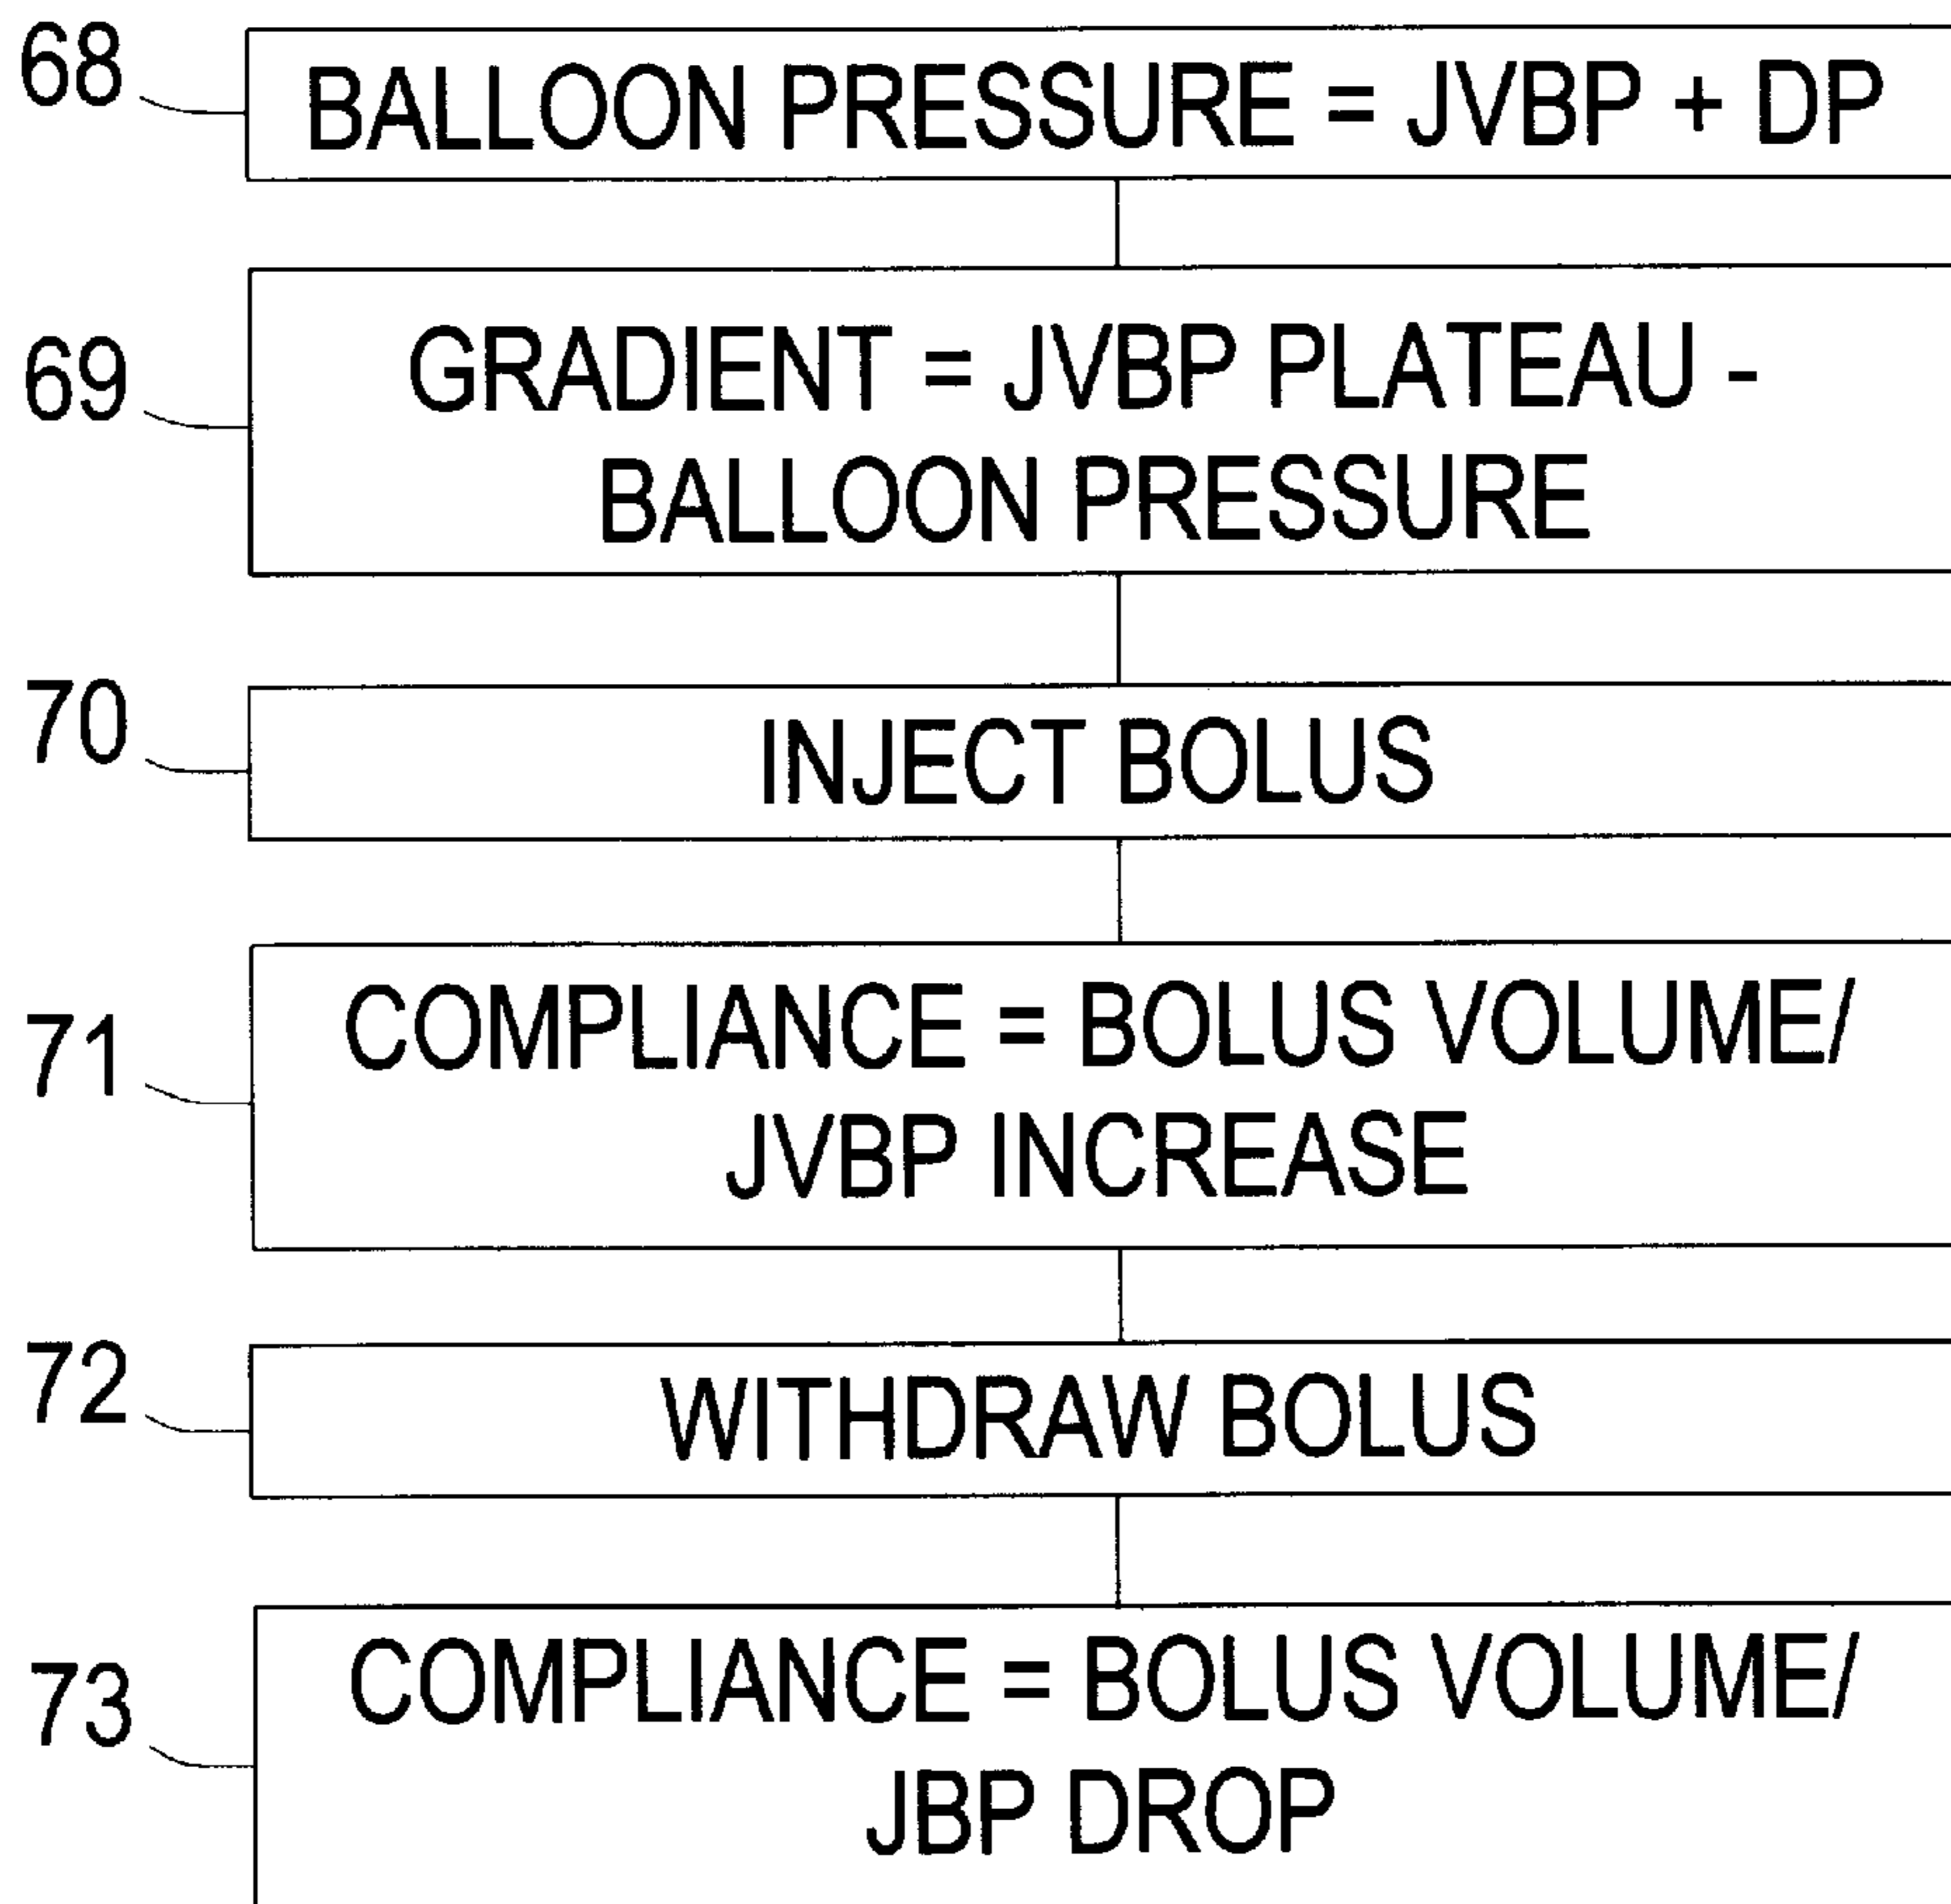 68
BALLOON PRESSURE = JVBP + DP
69
GRADIENT = JVBP PLATEAU -
BALLOON PRESSURE
70
INJECT BOLUS
71
COMPLIANCE = BOLUS VOLUME/
JVBP INCREASE
72
WITHDRAW BOLUS
73
COMPLIANCE = BOLUS VOLUME/
JBP DROP